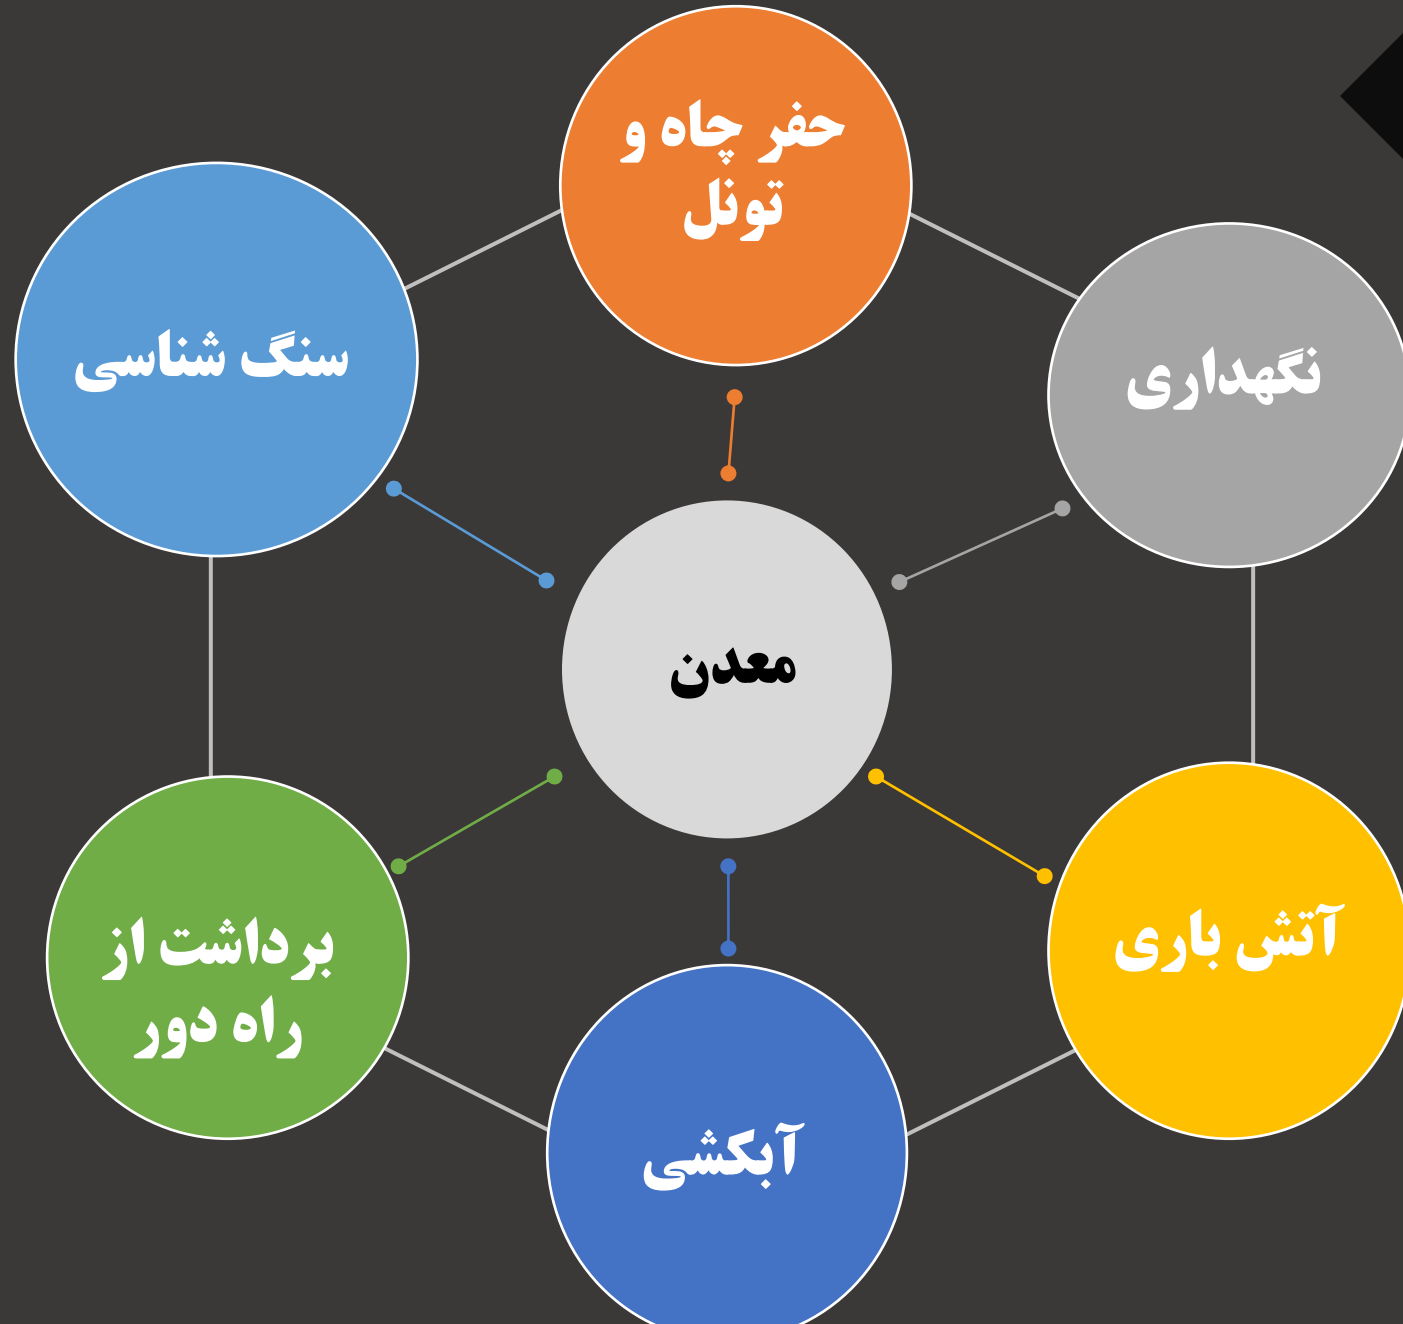 حفر چاه و
تونل
نگهداری
سنگ شناسی
معدن
آتش باری
برداشت از
راه دور
آبکشی